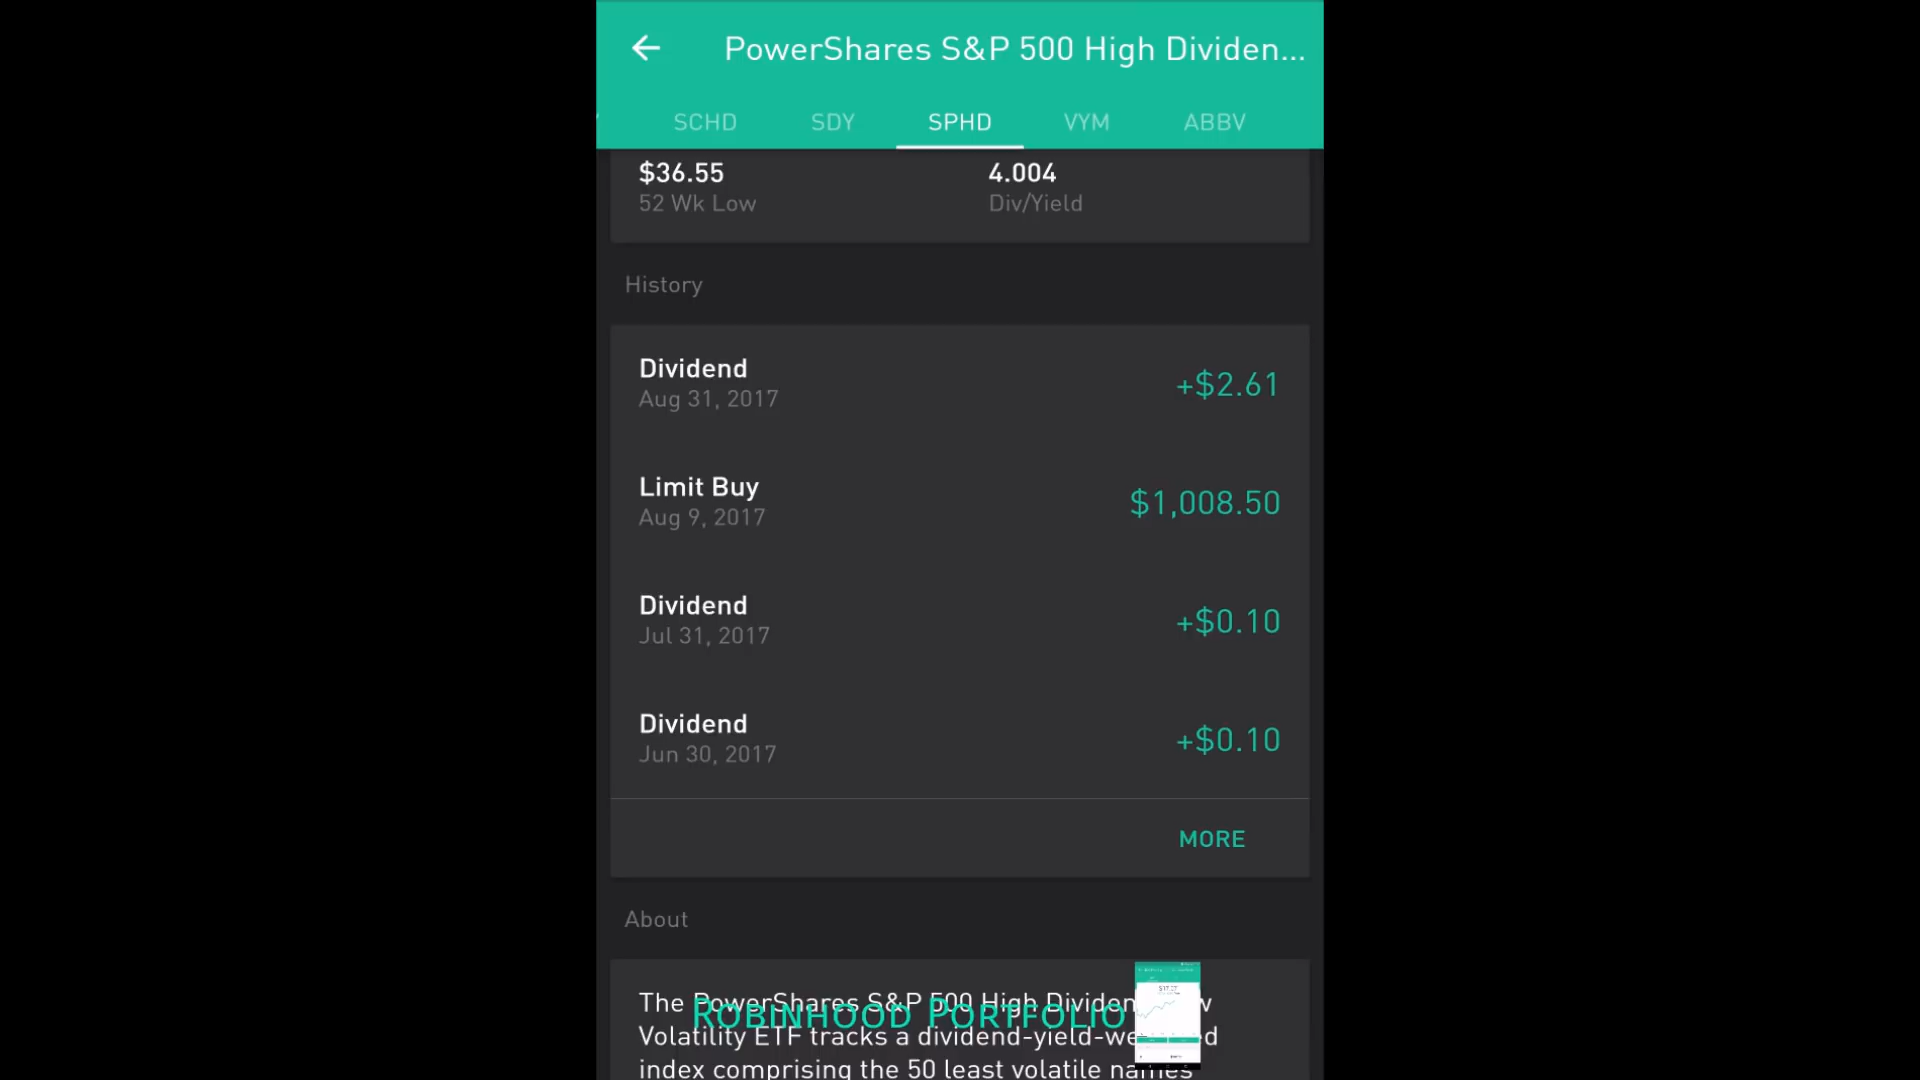 PowerShares S&P 500 High Dividen...
SCHD SDY SPHD VYM ABBV
$36.55 4.004
52 Wk Low Div/Yield
History
Dividend +$2.61
Aug 31, 2017
Limit Buy $1,008.50
Aug 9, 2017
Dividend +$0.10
Jul 31, 2017
Dividend +$0.10
Jun 30, 2017
MORE
About
The PowerShares S&P 500 High Dividen
ROBINHOOD PORTFOLIO
Volatility ETF tracks a dividend-yield-we
index comprising the 50 least volatile names